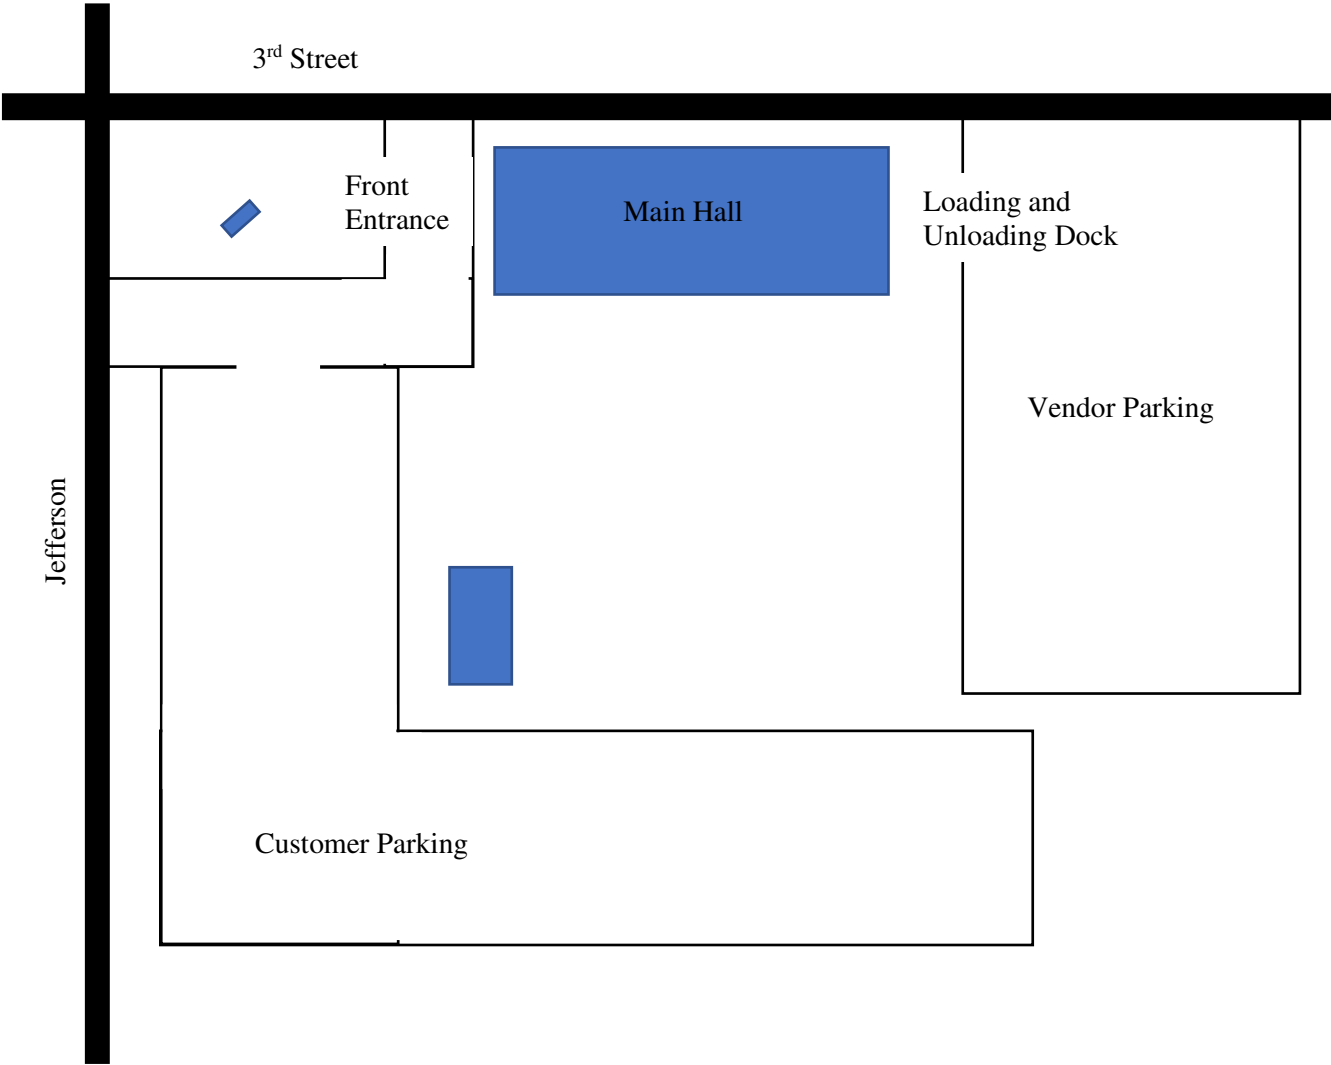 3rd Street
Front
Entrance
Main Hall
Loading and
Unloading Dock
Vendor Parking
Jefferson
Customer Parking